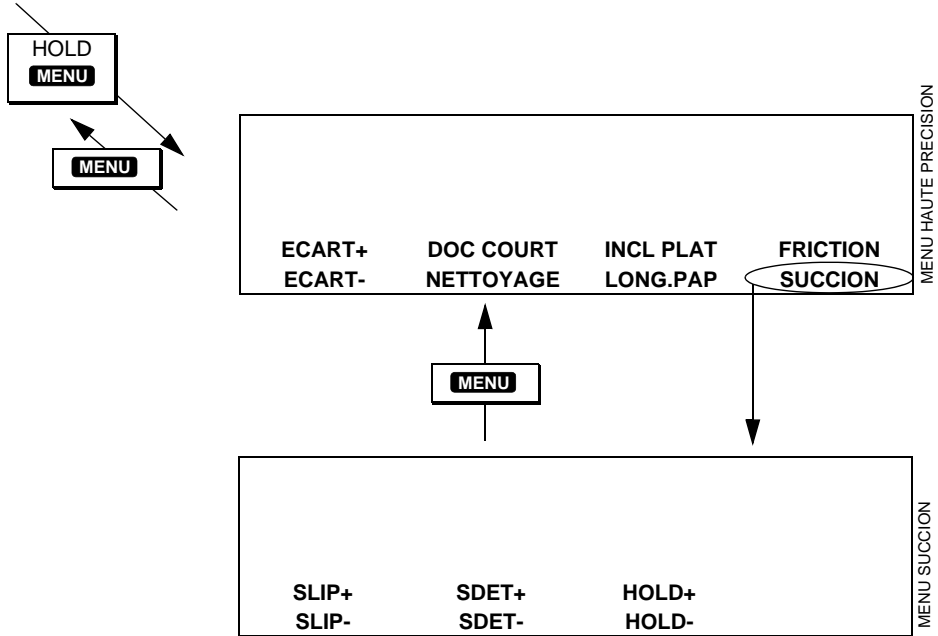 HOLD
MENU
MENU
MENU HAUTE PRECISION
ECART+ DOC COURT INCL PLAT FRICTION
ECART- NETTOYAGE LONG.PAP SUCCION
MENU
MENU SUCCION
SLIP+ SDET+ HOLD+
SLIP- SDET- HOLD-